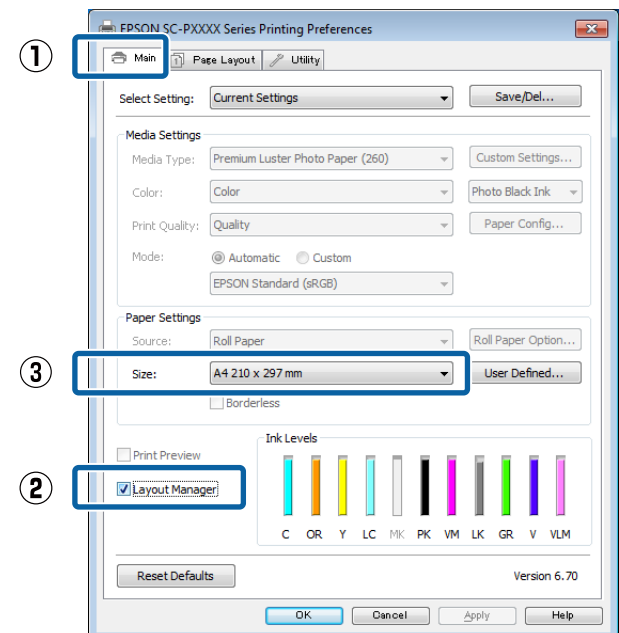 EPSON SC-PXXXX Series Printing Preferences
①
Main Page Layout Utility
Select Setting: Current Settings Save/Del...
Media Settings
Media Type: Premium Luster Photo Paper (260) Custom Settings...
Color: Color Photo Black Ink
Print Quality: Quality Paper Config...
Mode: Automatic Custom
EPSON Standard (sRGB)
Paper Settings
Source: Roll Paper Roll Paper Option...
③ Size: A4 210 x 297 mm User Defined...
Borderless
Ink Levels
Print Preview
② Layout Manager
C OR Y LC MK PK VM LK GR V VLM
Reset Defaults Version 6.70
OK Cancel Apply Help